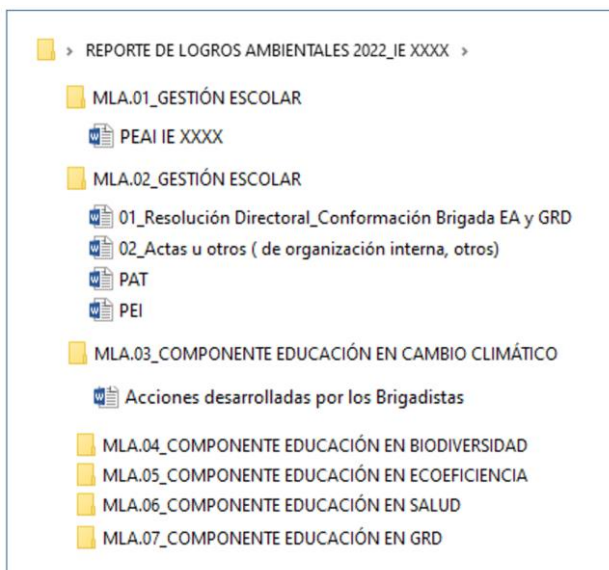 > REPORTE DE LOGROS AMBIENTALES 2022_IE XXXX >
MLA.01_GESTIÓN ESCOLAR
PEAI IE XXXX
MLA.02_GESTIÓN ESCOLAR
01_Resolución Directoral_Conformación Brigada EA y GRD
02_Actas u otros ( de organización interna, otros)
PAT
PEI
MLA.03_COMPONENTE EDUCACIÓN EN CAMBIO CLIMÁTICO
Acciones desarrolladas por los Brigadistas
MLA.04_COMPONENTE EDUCACIÓN EN BIODIVERSIDAD
MLA.05_COMPONENTE EDUCACIÓN EN ECOEFICIENCIA
MLA.06_COMPONENTE EDUCACIÓN EN SALUD
MLA.07_COMPONENTE EDUCACIÓN EN GRD